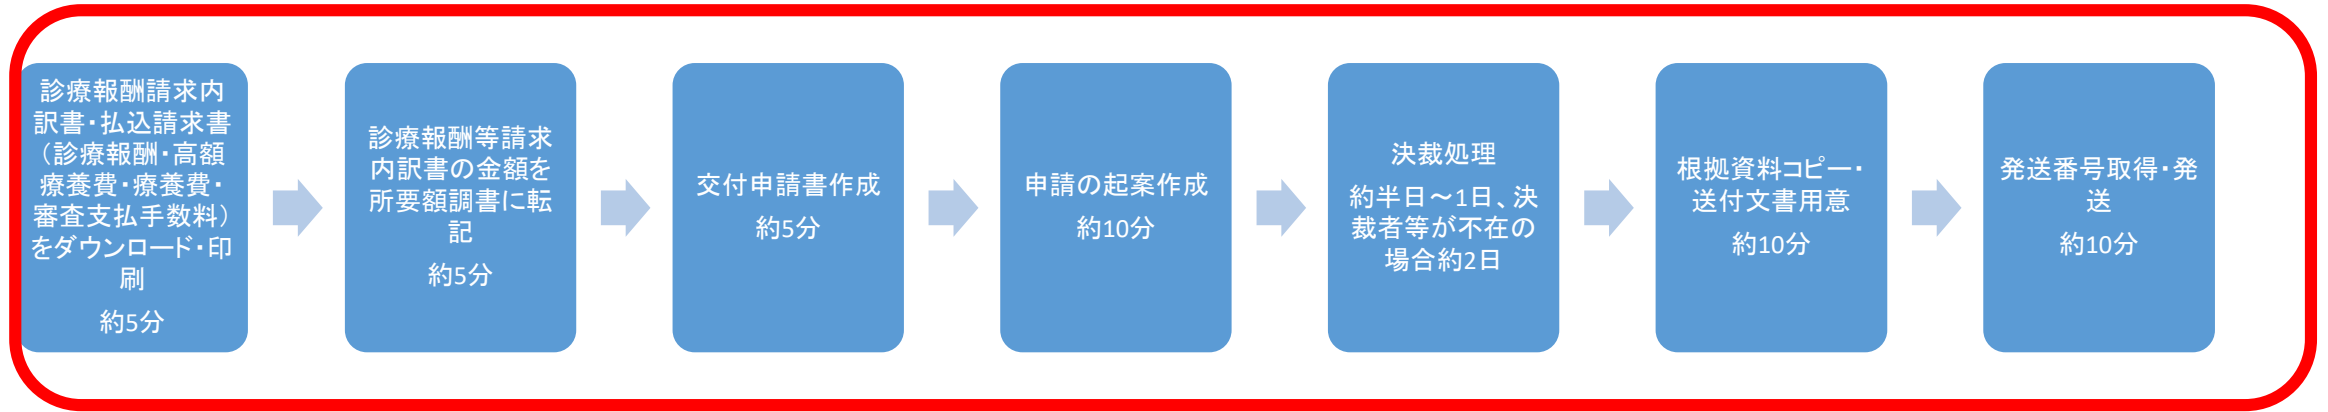 診療報酬請求内
訳書・払込請求書
（診療報酬・高額
療養費・療養費・
審査支払手数料）
をダウンロード・印
刷
約5分
診療報酬等請求
内訳書の金額を
所要額調書に転
記
約5分
交付申請書作成
約5分
申請の起案作成
約10分
決裁処理
約半日～1日、決
裁者等が不在の
場合約2日
根拠資料コピー・
送付文書用意
約10分
発送番号取得・発
送
約10分